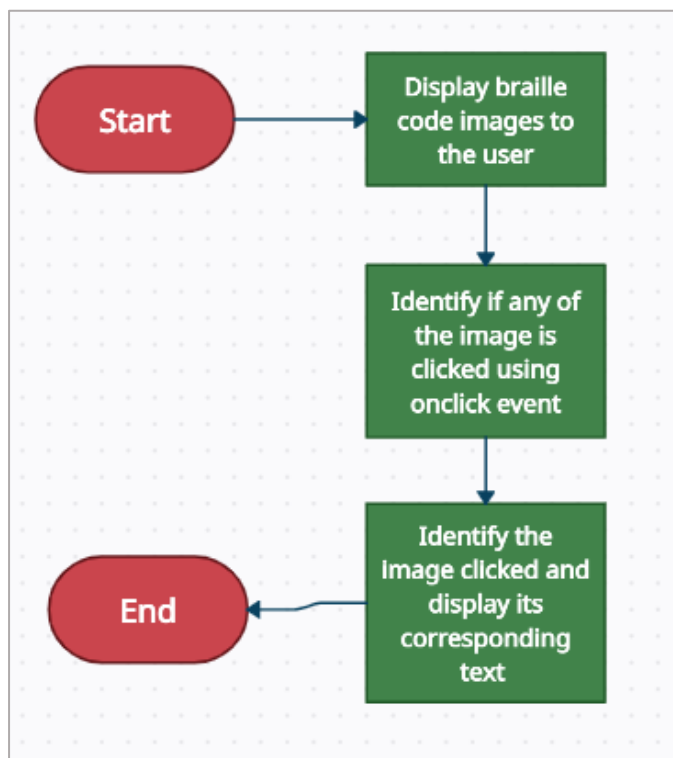 Start
Display braille
code images to
the user
Identify if any of
the image is
clicked using
onclick event
Identify the
image clicked and
display its
corresponding
text
End